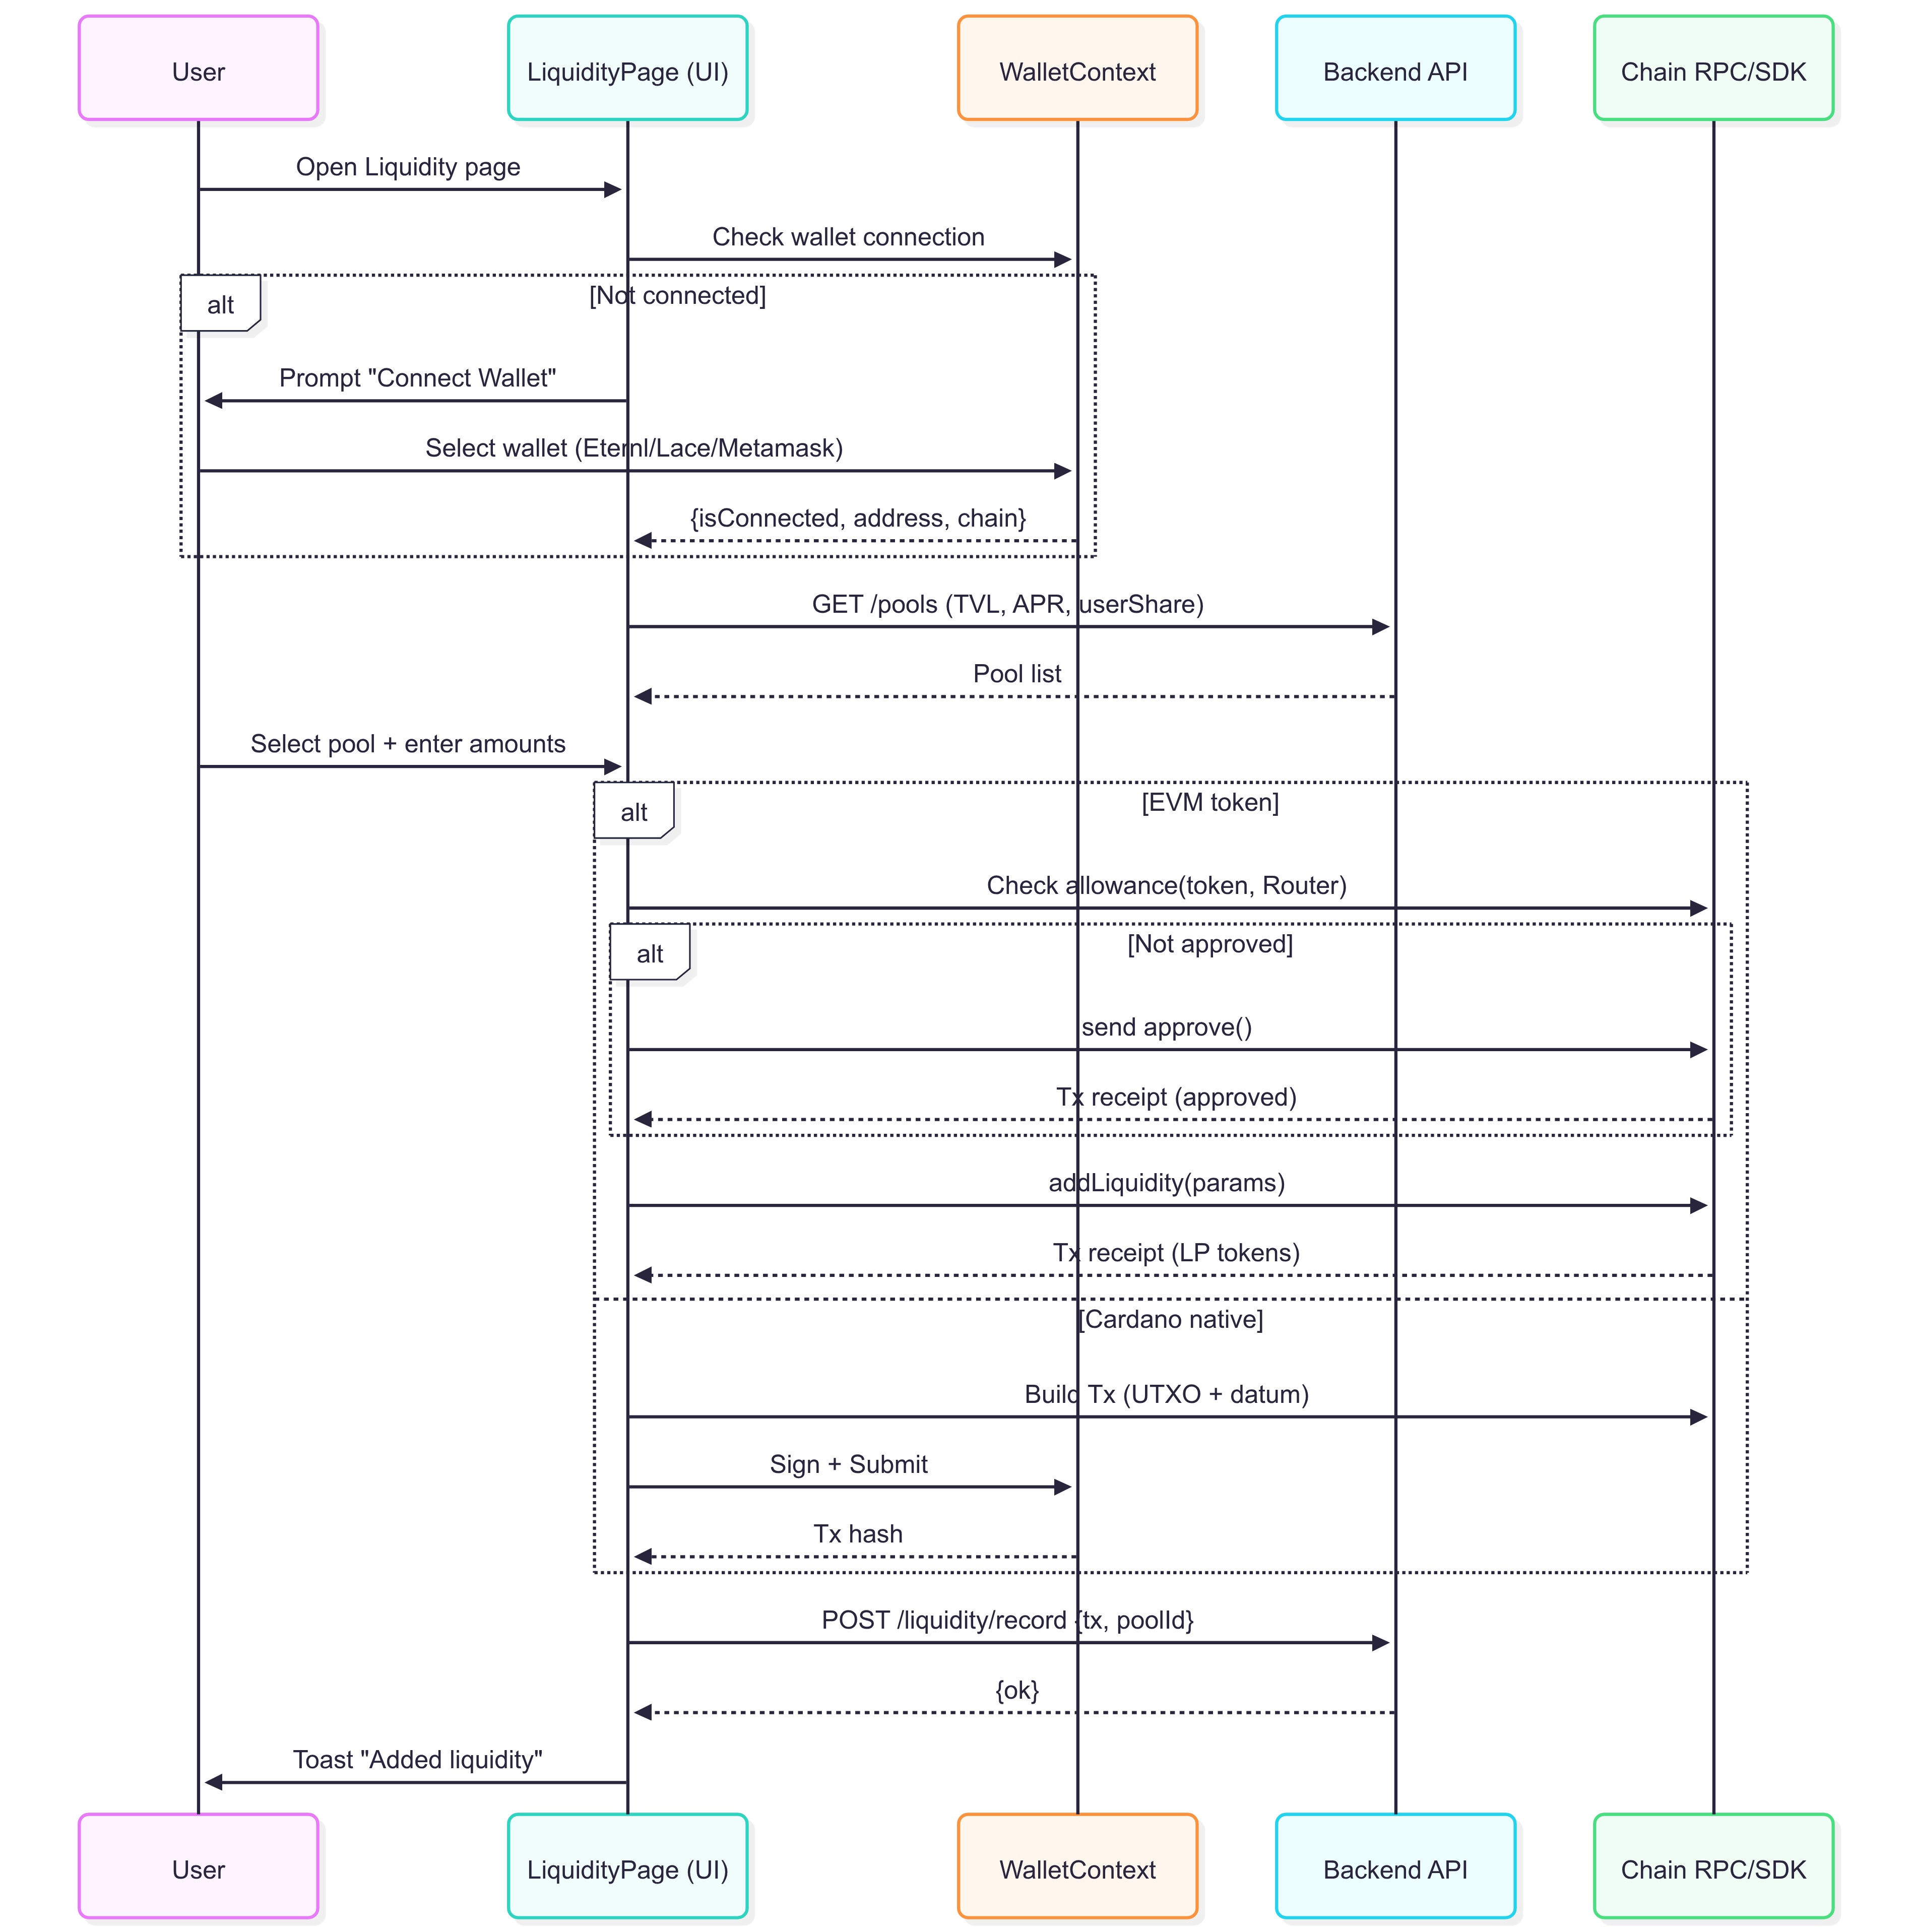 User
LiquidityPage (UI)
WalletContext
Backend API
Chain RPC/SDK
Open Liquidity page
Check wallet connection
alt
[Not connected]
Prompt "Connect Wallet"
Select wallet (Eternl/Lace/Metamask)
{isConnected, address, chain}
GET /pools (TVL, APR, userShare)
Pool list
Select pool + enter amounts
alt
[EVM token]
Check allowance(token, Router)
alt
[Not approved]
send approve()
Tx receipt (approved)
addLiquidity(params)
Tx receipt (LP tokens)
[Cardano native]
Build Tx (UTXO + datum)
Sign + Submit
Tx hash
POST /liquidity/record {tx, poolId}
{ok}
Toast "Added liquidity"
User
LiquidityPage (UI)
WalletContext
Backend API
Chain RPC/SDK